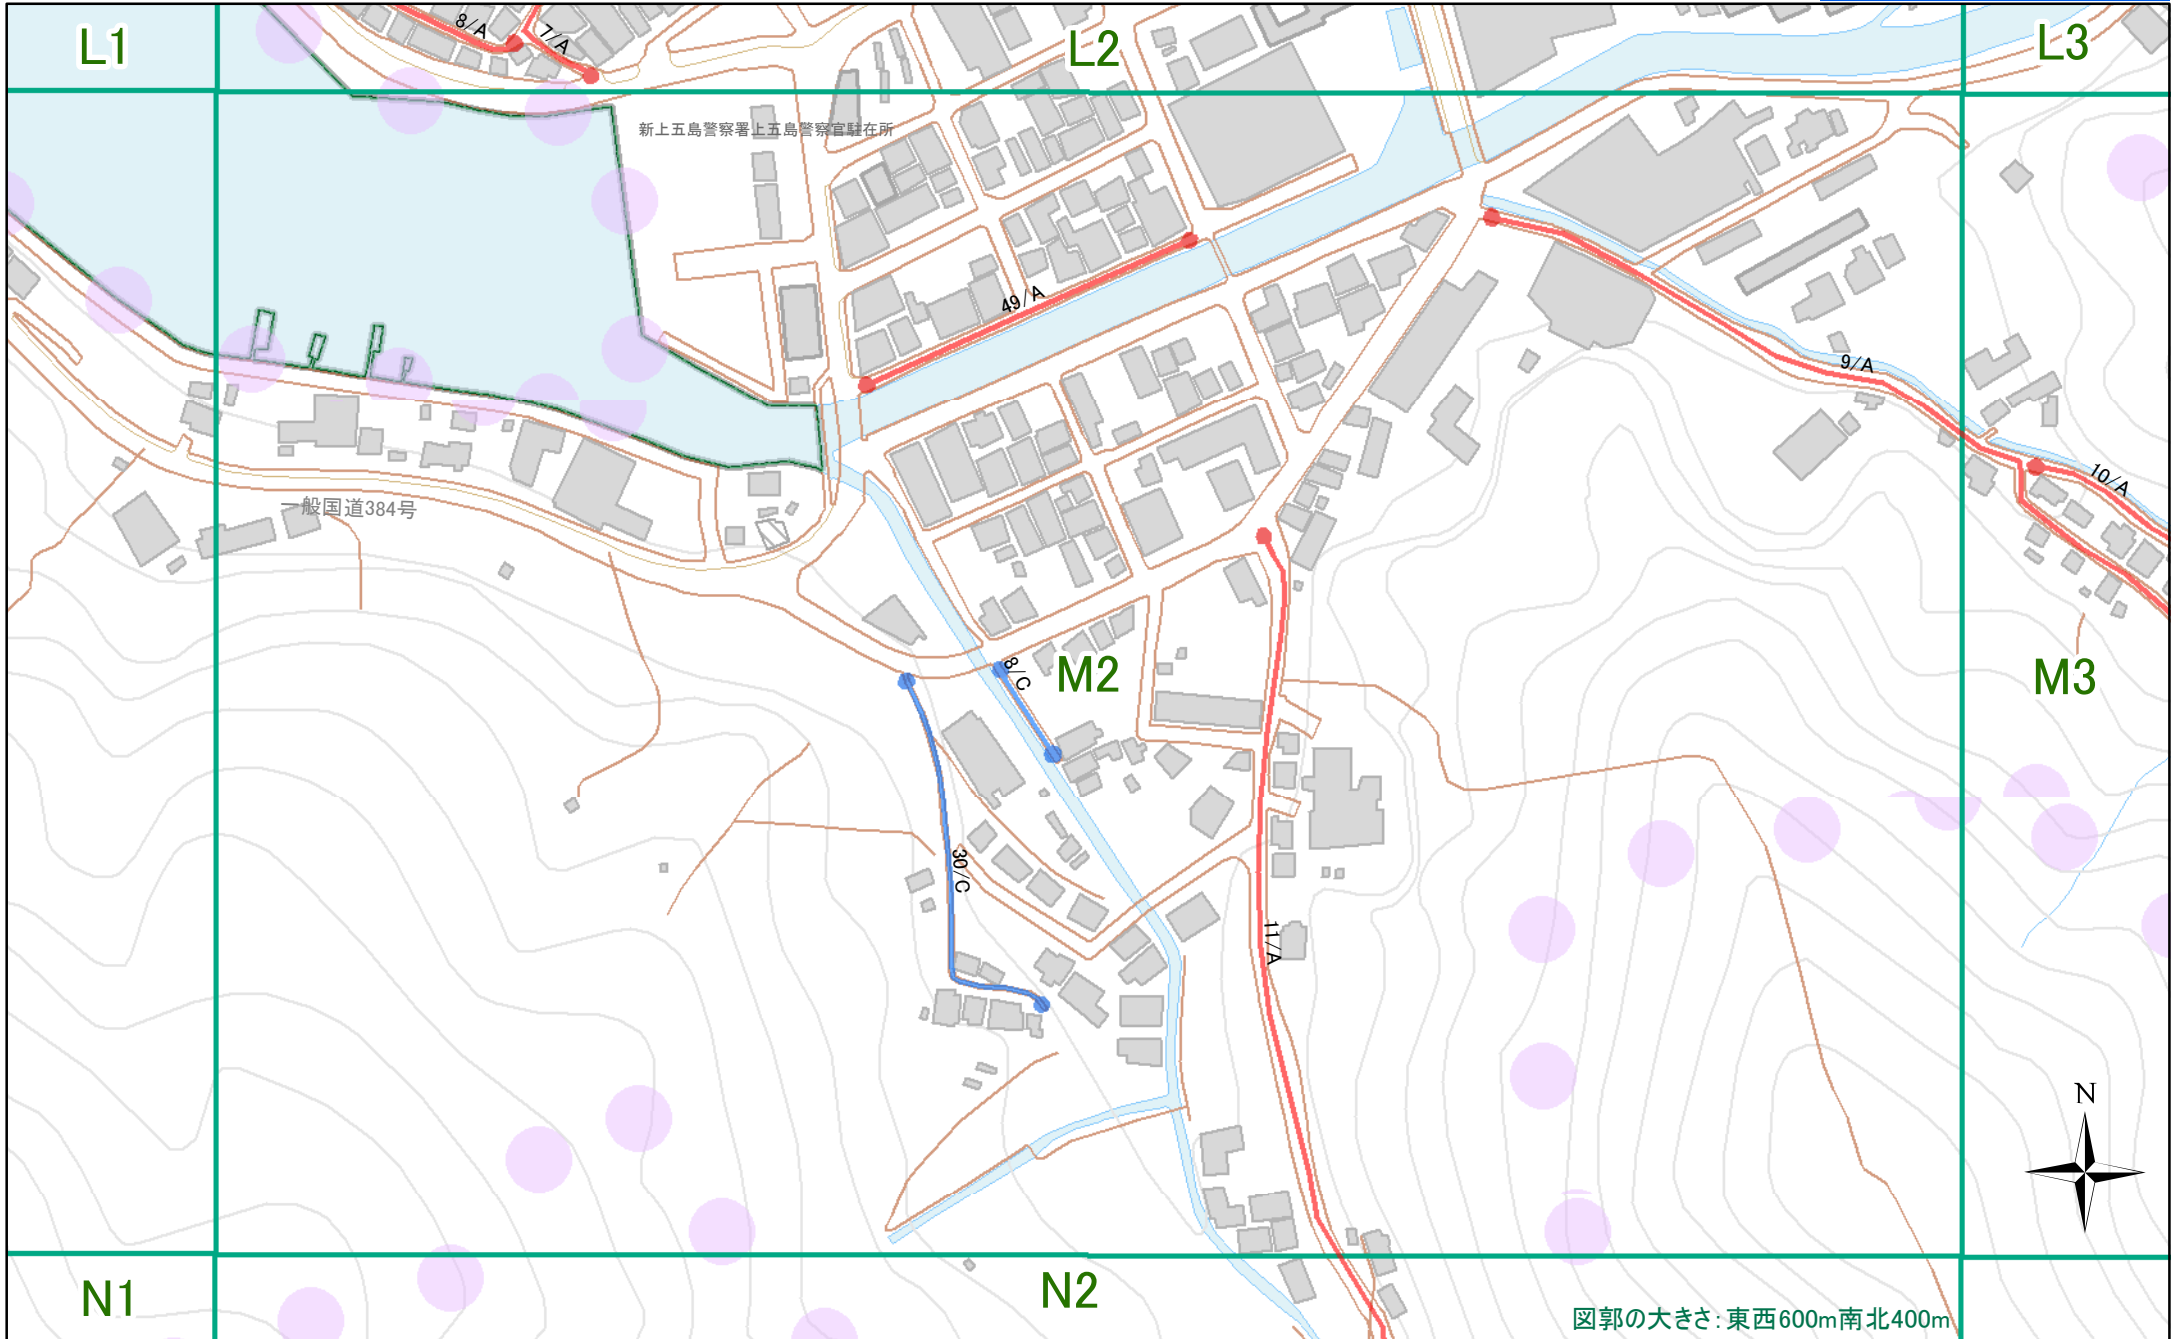 L1
8/A
7/A
L2
L3
新上五島警察署上五島警察官駐在所
49/A
9/A
10/A
一般国道384号
8/C
M2
M3
30/C
11/A
N
N1
N2
図郭の大きさ:東西600m南北400m